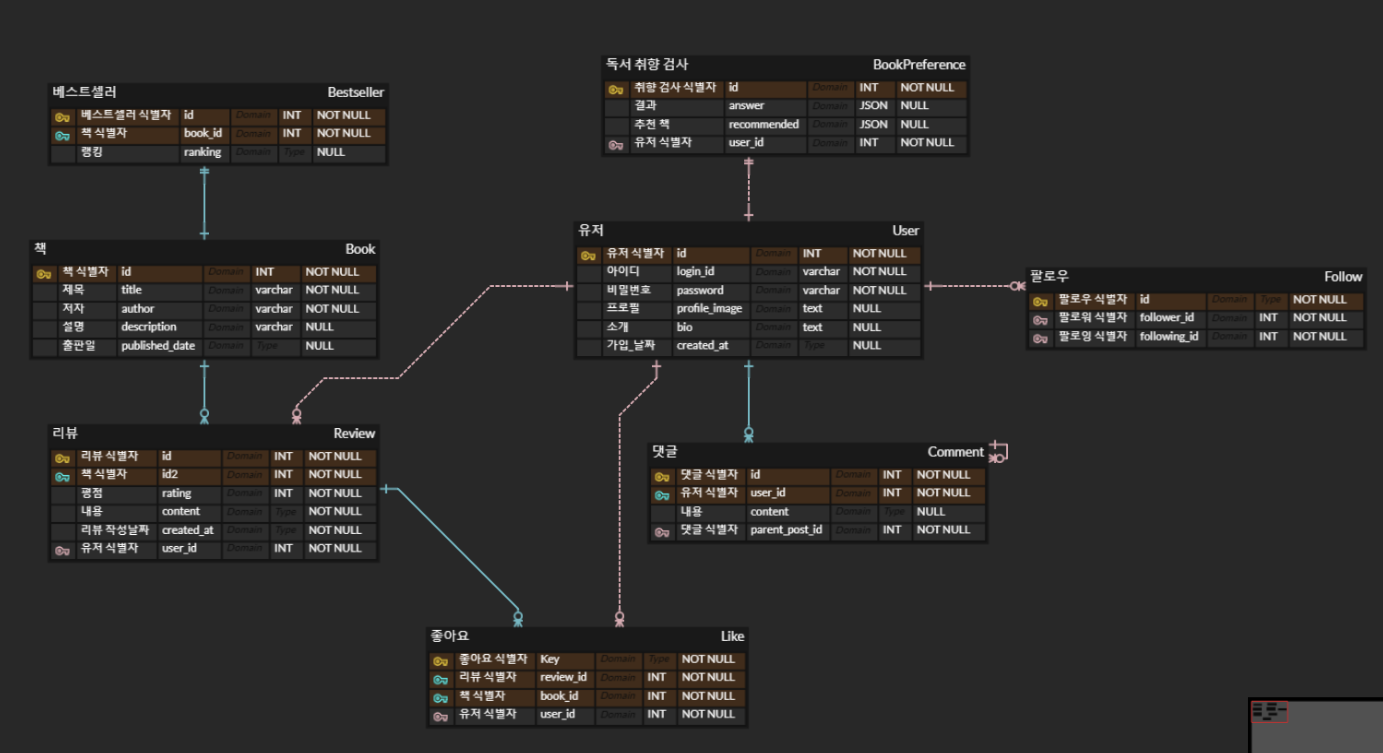 독서 취향 검사 BookPreference
취향 검사 식별자 id Domain INT NOT NULL
결과 answer Domain JSON NULL
추천 책 recommended Domain JSON NULL
유저 식별자 user_id Domain INT NOT NULL
베스트셀러 Bestseller
베스트셀러 식별자 id Domain INT NOT NULL
책 식별자 book_id Domain INT NOT NULL
랭킹 ranking Domain Type NULL
책 Book
책 식별자 id Domain INT NOT NULL
제목 title Domain varchar NOT NULL
저자 author Domain varchar NOT NULL
설명 description Domain varchar NULL
출판일 published_date Domain Type NULL
유저 User
유저 식별자 id Domain INT NOT NULL
아이디 login_id Domain varchar NOT NULL
비밀번호 password Domain varchar NOT NULL
프로필 profile_image Domain text NULL
소개 bio Domain text NULL
가입_날짜 created_at Domain Type NULL
팔로우 Follow
팔로우 식별자 id Domain Type NOT NULL
팔로워 식별자 follower_id Domain INT NOT NULL
팔로잉 식별자 following_id Domain INT NOT NULL
리뷰 Review
리뷰 식별자 id Domain INT NOT NULL
책 식별자 id2 Domain INT NOT NULL
평점 rating Domain INT NOT NULL
내용 content Domain Type NOT NULL
리뷰 작성날짜 created_at Domain Type NOT NULL
유저 식별자 user_id Domain INT NOT NULL
댓글 Comment
댓글 식별자 id Domain INT NOT NULL
유저 식별자 user_id Domain INT NOT NULL
내용 content Domain Type NULL
댓글 식별자 parent_post_id Domain INT NOT NULL
좋아요 Like
좋아요 식별자 Key Domain Type NOT NULL
리뷰 식별자 review_id Domain INT NOT NULL
책 식별자 book_id Domain INT NOT NULL
유저 식별자 user_id Domain INT NOT NULL